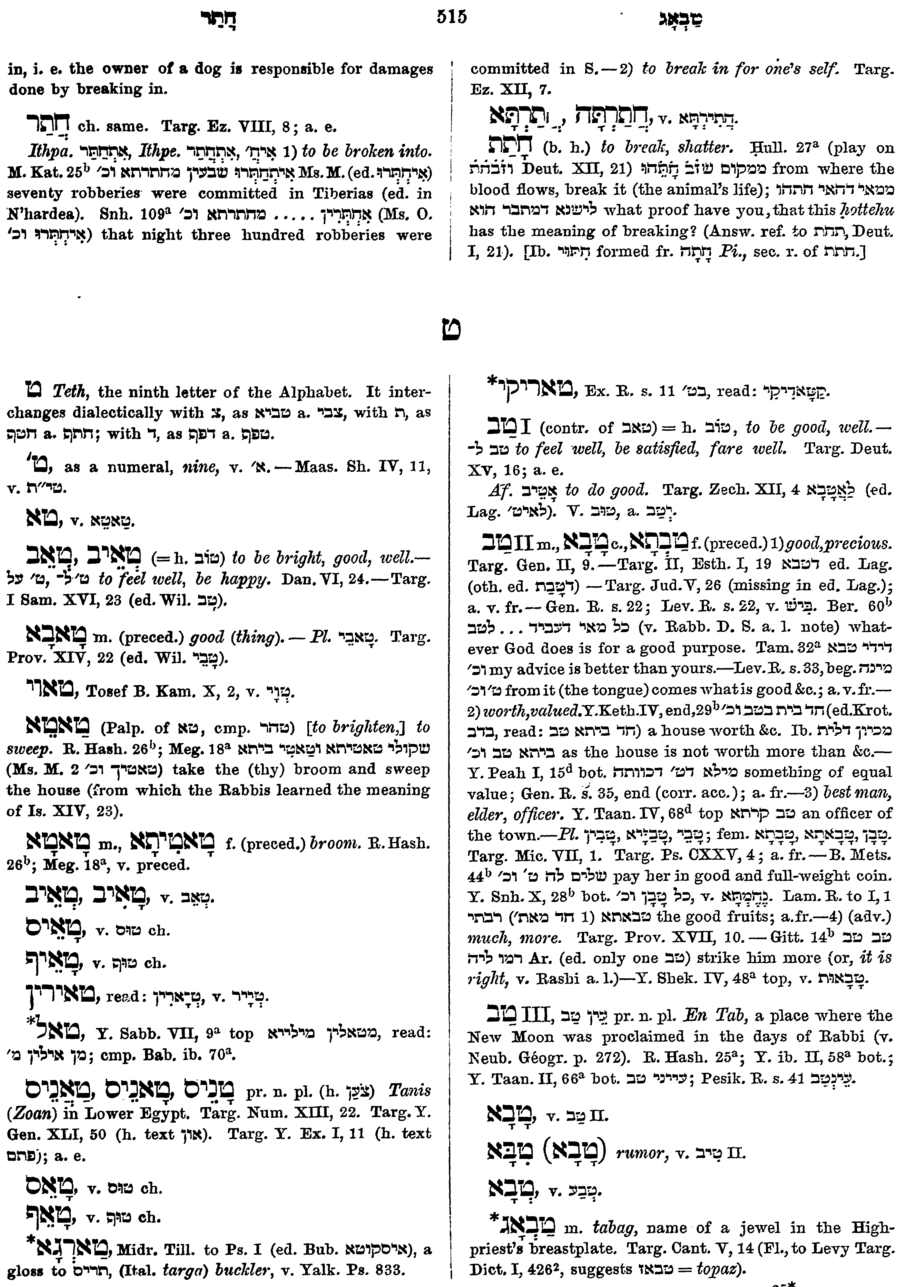 חֲתַר 515 טַבְאָג
in, i. e. the owner of a dog is responsible for damages
done by breaking in.
חֲתַר ch. same. Targ. Ez. VIII, 8; a. e.
Ithpa. אִתְחַתַּר, Ithpe. אִתְחֲתַר, אִיחְ׳ 1) to be broken into.
M. Kat. 25ᵇ אִיתְחַתְּרוּ שבעין מחתרתא וכ׳ Ms. M. (ed. אִיחַתְּרוּ)
seventy robberies were committed in Tiberias (ed. in
N'hardea). Snh. 109ᵃ אִחַתְּרִין ..... מחתרתא וכ׳ (Ms. O.
אִיחַתְּרוּ וכ׳) that night three hundred robberies were
committed in S.—2) to break in for one's self. Targ.
Ez. XII, 7.
חֲתַרְפָּה, וַתַרְפָּא, v. חֲתִירְתָּא.
חָתַת (b. h.) to break, shatter. Ḥull. 27ᵃ (play on
וזבחת Deut. XII, 21) ממקום שזב חַתֵּהוּ from where the
blood flows, break it (the animal's life); ממאי דהאי חתהו
לישנא דמתבר הוא what proof have you, that this ḥottehu
has the meaning of breaking? (Answ. ref. to תחת, Deut.
I, 21). [Ib. חִתּוּי formed fr. חָתָה Pi., sec. r. of חתת.]
ט
ט Teth, the ninth letter of the Alphabet. It inter-
changes dialectically with צ, as טביא a. צבי, with ת, as
חטף a. חתף; with ד, as דפס a. טפס.
ט׳, as a numeral, nine, v. א׳.—Maas. Sh. IV, 11,
v. טי״ת.
טא, v. טַאטֵא.
טָאֵיב, טְאֵב (= h. טוֹב) to be bright, good, well.—
ט׳ ל־, ט׳ על to feel well, be happy. Dan. VI, 24.—Targ.
I Sam. XVI, 23 (ed. Wil. טַב).
טָאבָא m. (preced.) good (thing).—Pl. טָאבֵי. Targ.
Prov. XIV, 22 (ed. Wil. טָבֵי).
טאוי, Tosef B. Kam. X, 2, v. טָוָי.
טַאטֵא (Palp. of טא, cmp. טהר) [to brighten,] to
sweep. R. Hash. 26ᵇ; Meg. 18ᵃ שקולי טאטיתא וטַאטֵי ביתא
(Ms. M. 2 טאטיך וכ׳) take the (thy) broom and sweep
the house (from which the Rabbis learned the meaning
of Is. XIV, 23).
טַאטֵא m., טַאטִיתָא f. (preced.) broom. R. Hash.
26ᵇ; Meg. 18ᵃ, v. preced.
טָאֵיב, טָאיֵב, v. טְאֵב.
טָאֵיס, v. טוּס ch.
טָאֵיף, v. טוּף ch.
טאירין, read: טַיָּארִין, v. טַיָּיר.
*טאל, Y. Sabb. VII, 9ᵃ top מטאלין מילייא, read:
מן אילין מ׳; cmp. Bab. ib. 70ᵃ.
טָנִיס, טָאנִיס, טַאֲנֵיס pr. n. pl. (h. צֹעַן) Tanis
(Zoan) in Lower Egypt. Targ. Num. XIII, 22. Targ. Y.
Gen. XLI, 50 (h. text און). Targ. Y. Ex. I, 11 (h. text
פתם); a. e.
טָאֵס, v. טוּס ch.
טָאֵף, v. טוּף ch.
*טַארְגָא, Midr. Till. to Ps. I (ed. Bub. איסקוטא), a
gloss to תריס, (Ital. targa) buckler, v. Yalk. Ps. 833.
*טאריקי, Ex. R. s. 11 בט׳, read: קַטָאדִיקִי.
טַב I (contr. of טאב) = h. טוֹב, to be good, well.—
טב ל־ to feel well, be satisfied, fare well. Targ. Deut.
XV, 16; a. e.
Af. אָטֵיב to do good. Targ. Zech. XII, 4 לְאָטָבָא (ed.
Lag. לאיט׳). V. טוּב, a. יְטַב.
טַב II m., טָבָא c., טָבְתָא f. (preced.) 1) good, precious.
Targ. Gen. II, 9.—Targ. II, Esth. I, 19 דטבא ed. Lag.
(oth. ed. דטָבַת)—Targ. Jud. V, 26 (missing in ed. Lag.);
a. v. fr.—Gen. R. s. 22; Lev. R. s. 22, v. בִּישׁ. Ber. 60ᵇ
כל מאי דעביד ... לטב (v. Rabb. D. S. a. l. note) what-
ever God does is for a good purpose. Tam. 32ᵃ דידי טבא
וכ׳ my advice is better than yours.—Lev. R. s. 33, beg. מינה
ט׳ וכ׳ from it (the tongue) comes what is good &c.; a. v. fr.—
2) worth, valued. Y. Keth. IV, end, 29ᵇ חד בית בטב וכ׳ (ed. Krot.
בדב, read: חד ביתא טב) a house worth &c. Ib. מכיון דלית
ביתא טב וכ׳ as the house is not worth more than &c.—
Y. Peah I, 15ᵈ bot. מילא דט׳ דכוותה something of equal
value; Gen. R. s. 35, end (corr. acc.); a. fr.—3) best man,
elder, officer. Y. Taan. IV, 68ᵈ top טב קרתא an officer of
the town.—Pl. טָבֵי, טָבַיָּיא, טָבִין; fem. טָבָן, טָבָאתָא, טָבָתָא.
Targ. Mic. VII, 1. Targ. Ps. CXXV, 4; a. fr.—B. Mets.
44ᵇ שלים לה ט׳ וכ׳ pay her in good and full-weight coin.
Y. Snh. X, 28ᵇ bot. כל טָבָן וכ׳, v. נֶחֱמְתָא. Lam. R. to I, 1
רבתי (חד מאת׳ 1) טבאתא the good fruits; a. fr.—4) (adv.)
much, more. Targ. Prov. XVII, 10.—Gitt. 14ᵇ טב טב
רמו ליה Ar. (ed. only one טב) strike him more (or, it is
right, v. Rashi a. l.)—Y. Shek. IV, 48ᵃ top, v. טָבָאוּת.
טַב III, עֵין טַב pr. n. pl. En Tab, a place where the
New Moon was proclaimed in the days of Rabbi (v.
Neub. Géogr. p. 272). R. Hash. 25ᵃ; Y. ib. II, 58ᵃ bot.;
Y. Taan. II, 66ᵃ bot. עייני טב; Pesik. R. s. 41 עֵינְטַב.
טָבָא, v. טַב II.
טִבָּא (טָבָא) rumor, v. טִיב II.
טְבָא, v. טְבַע.
*טַבְאָג m. tabag, name of a jewel in the High-
priest's breastplate. Targ. Cant. V, 14 (Fl., to Levy Targ.
Dict. I, 426², suggests טבאז = topaz).